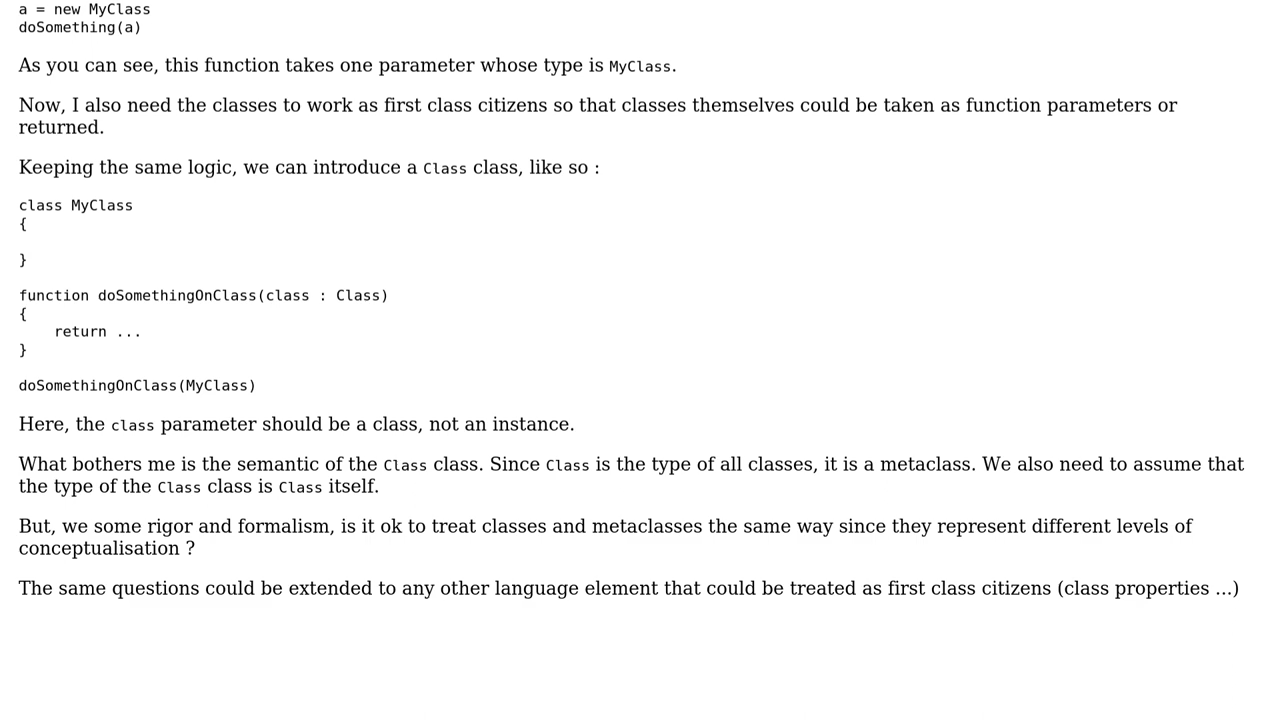 a = new MyClass
doSomething(a)
As you can see, this function takes one parameter whose type is MyClass.
Now, I also need the classes to work as first class citizens so that classes themselves could be taken as function parameters or
returned.
Keeping the same logic, we can introduce a Class class, like so :
class MyClass
{
}
function doSomethingOnClass(class : Class)
{
    return ...
}
doSomethingOnClass(MyClass)
Here, the class parameter should be a class, not an instance.
What bothers me is the semantic of the Class class. Since Class is the type of all classes, it is a metaclass. We also need to assume that
the type of the Class class is Class itself.
But, we some rigor and formalism, is it ok to treat classes and metaclasses the same way since they represent different levels of
conceptualisation ?
The same questions could be extended to any other language element that could be treated as first class citizens (class properties ...)